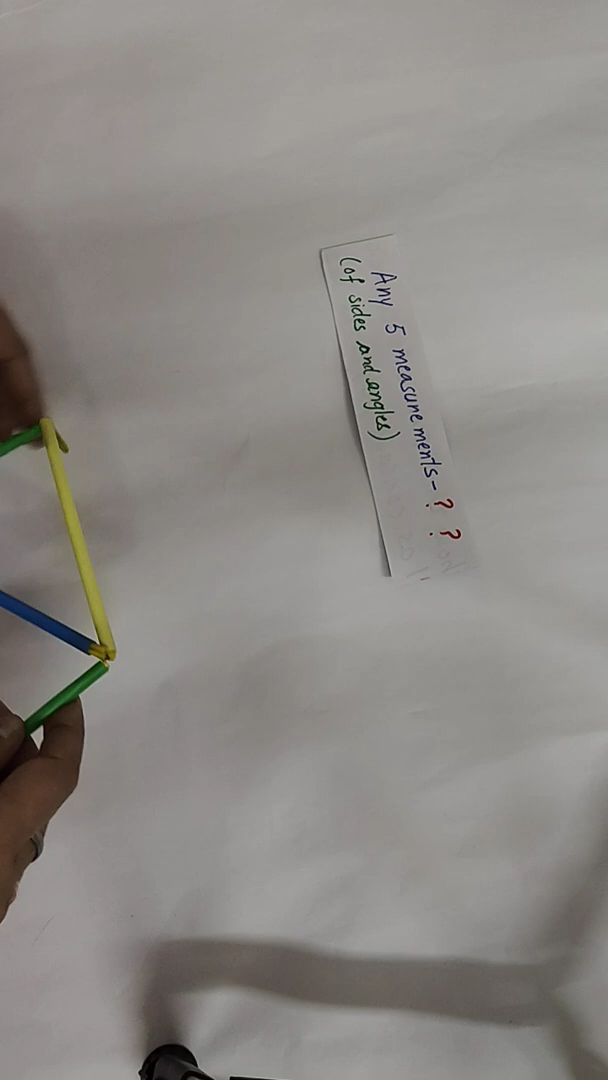 Any 5 measurements- ? ?
(of sides and angles)